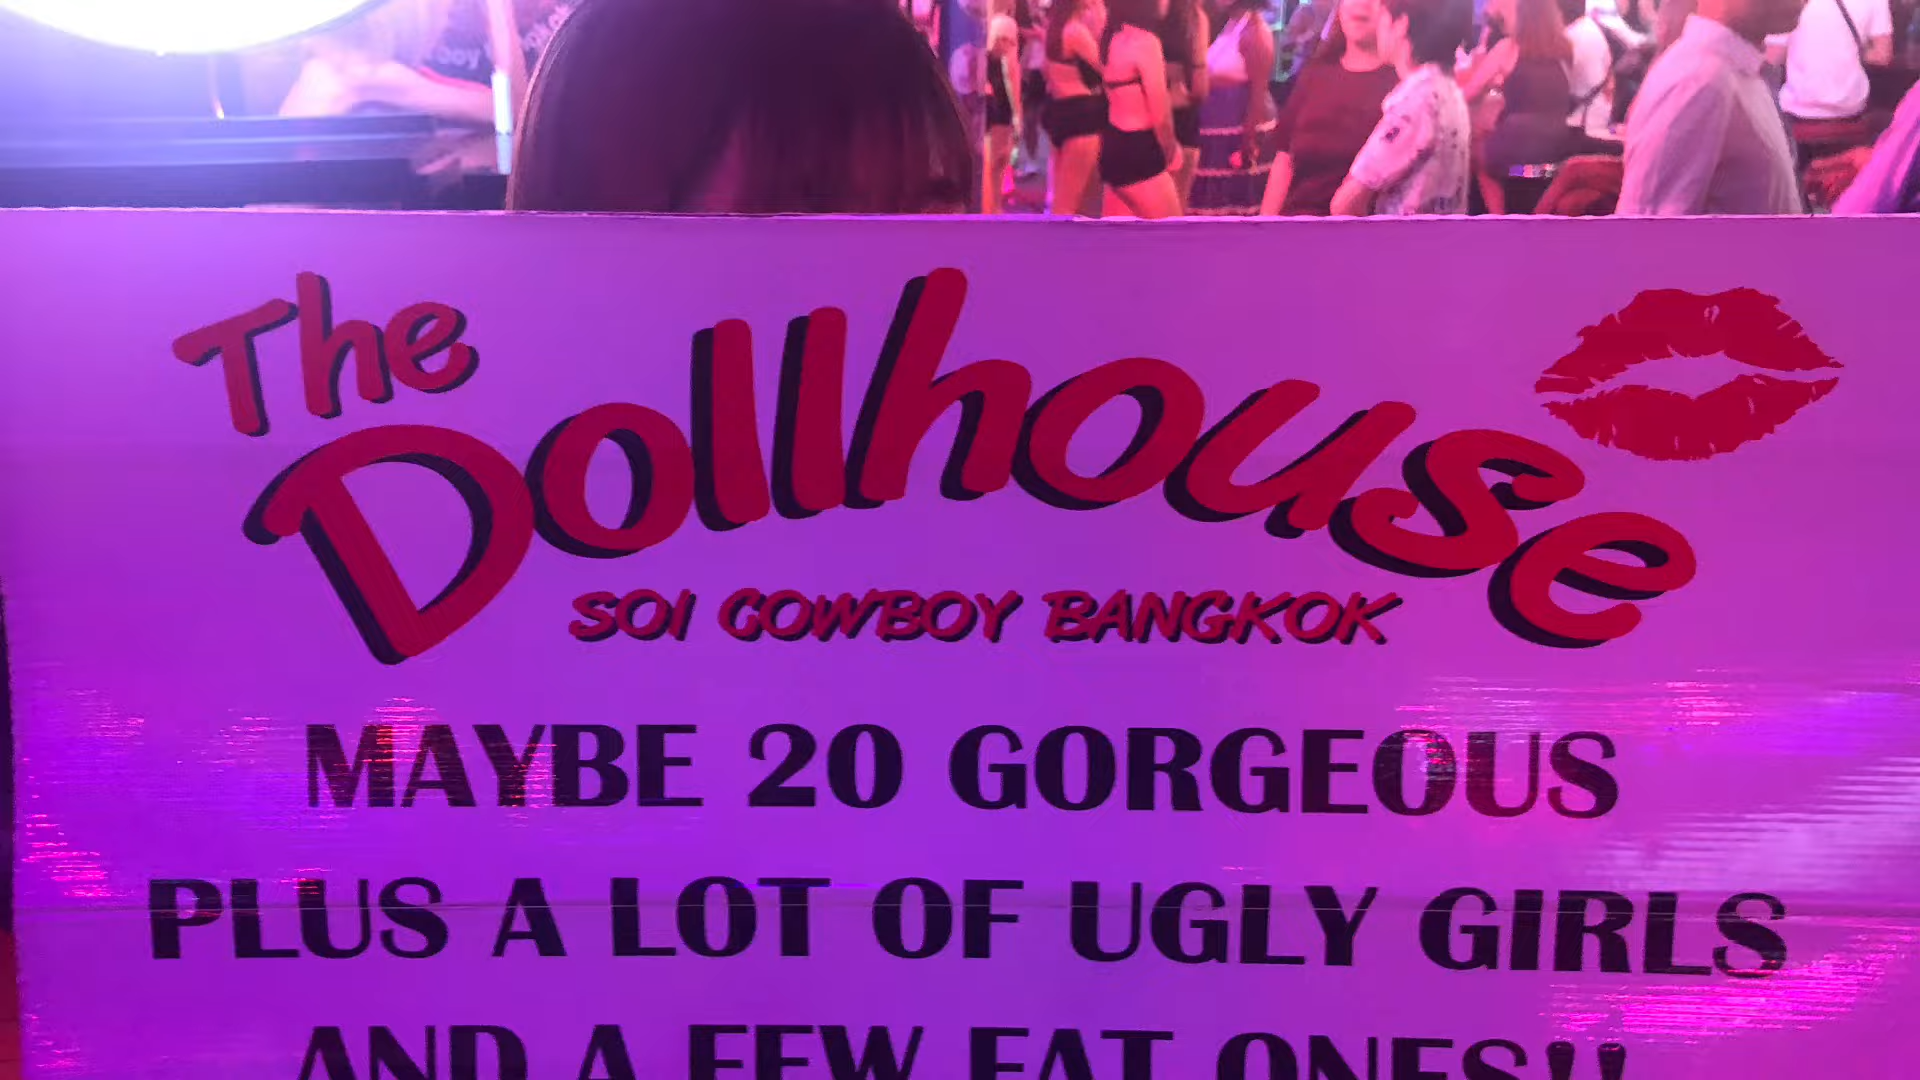 The Dollhouse
SOI COWBOY BANGKOK
MAYBE 20 GORGEOUS
PLUS A LOT OF UGLY GIRLS
AND A FEW FAT ONES!!